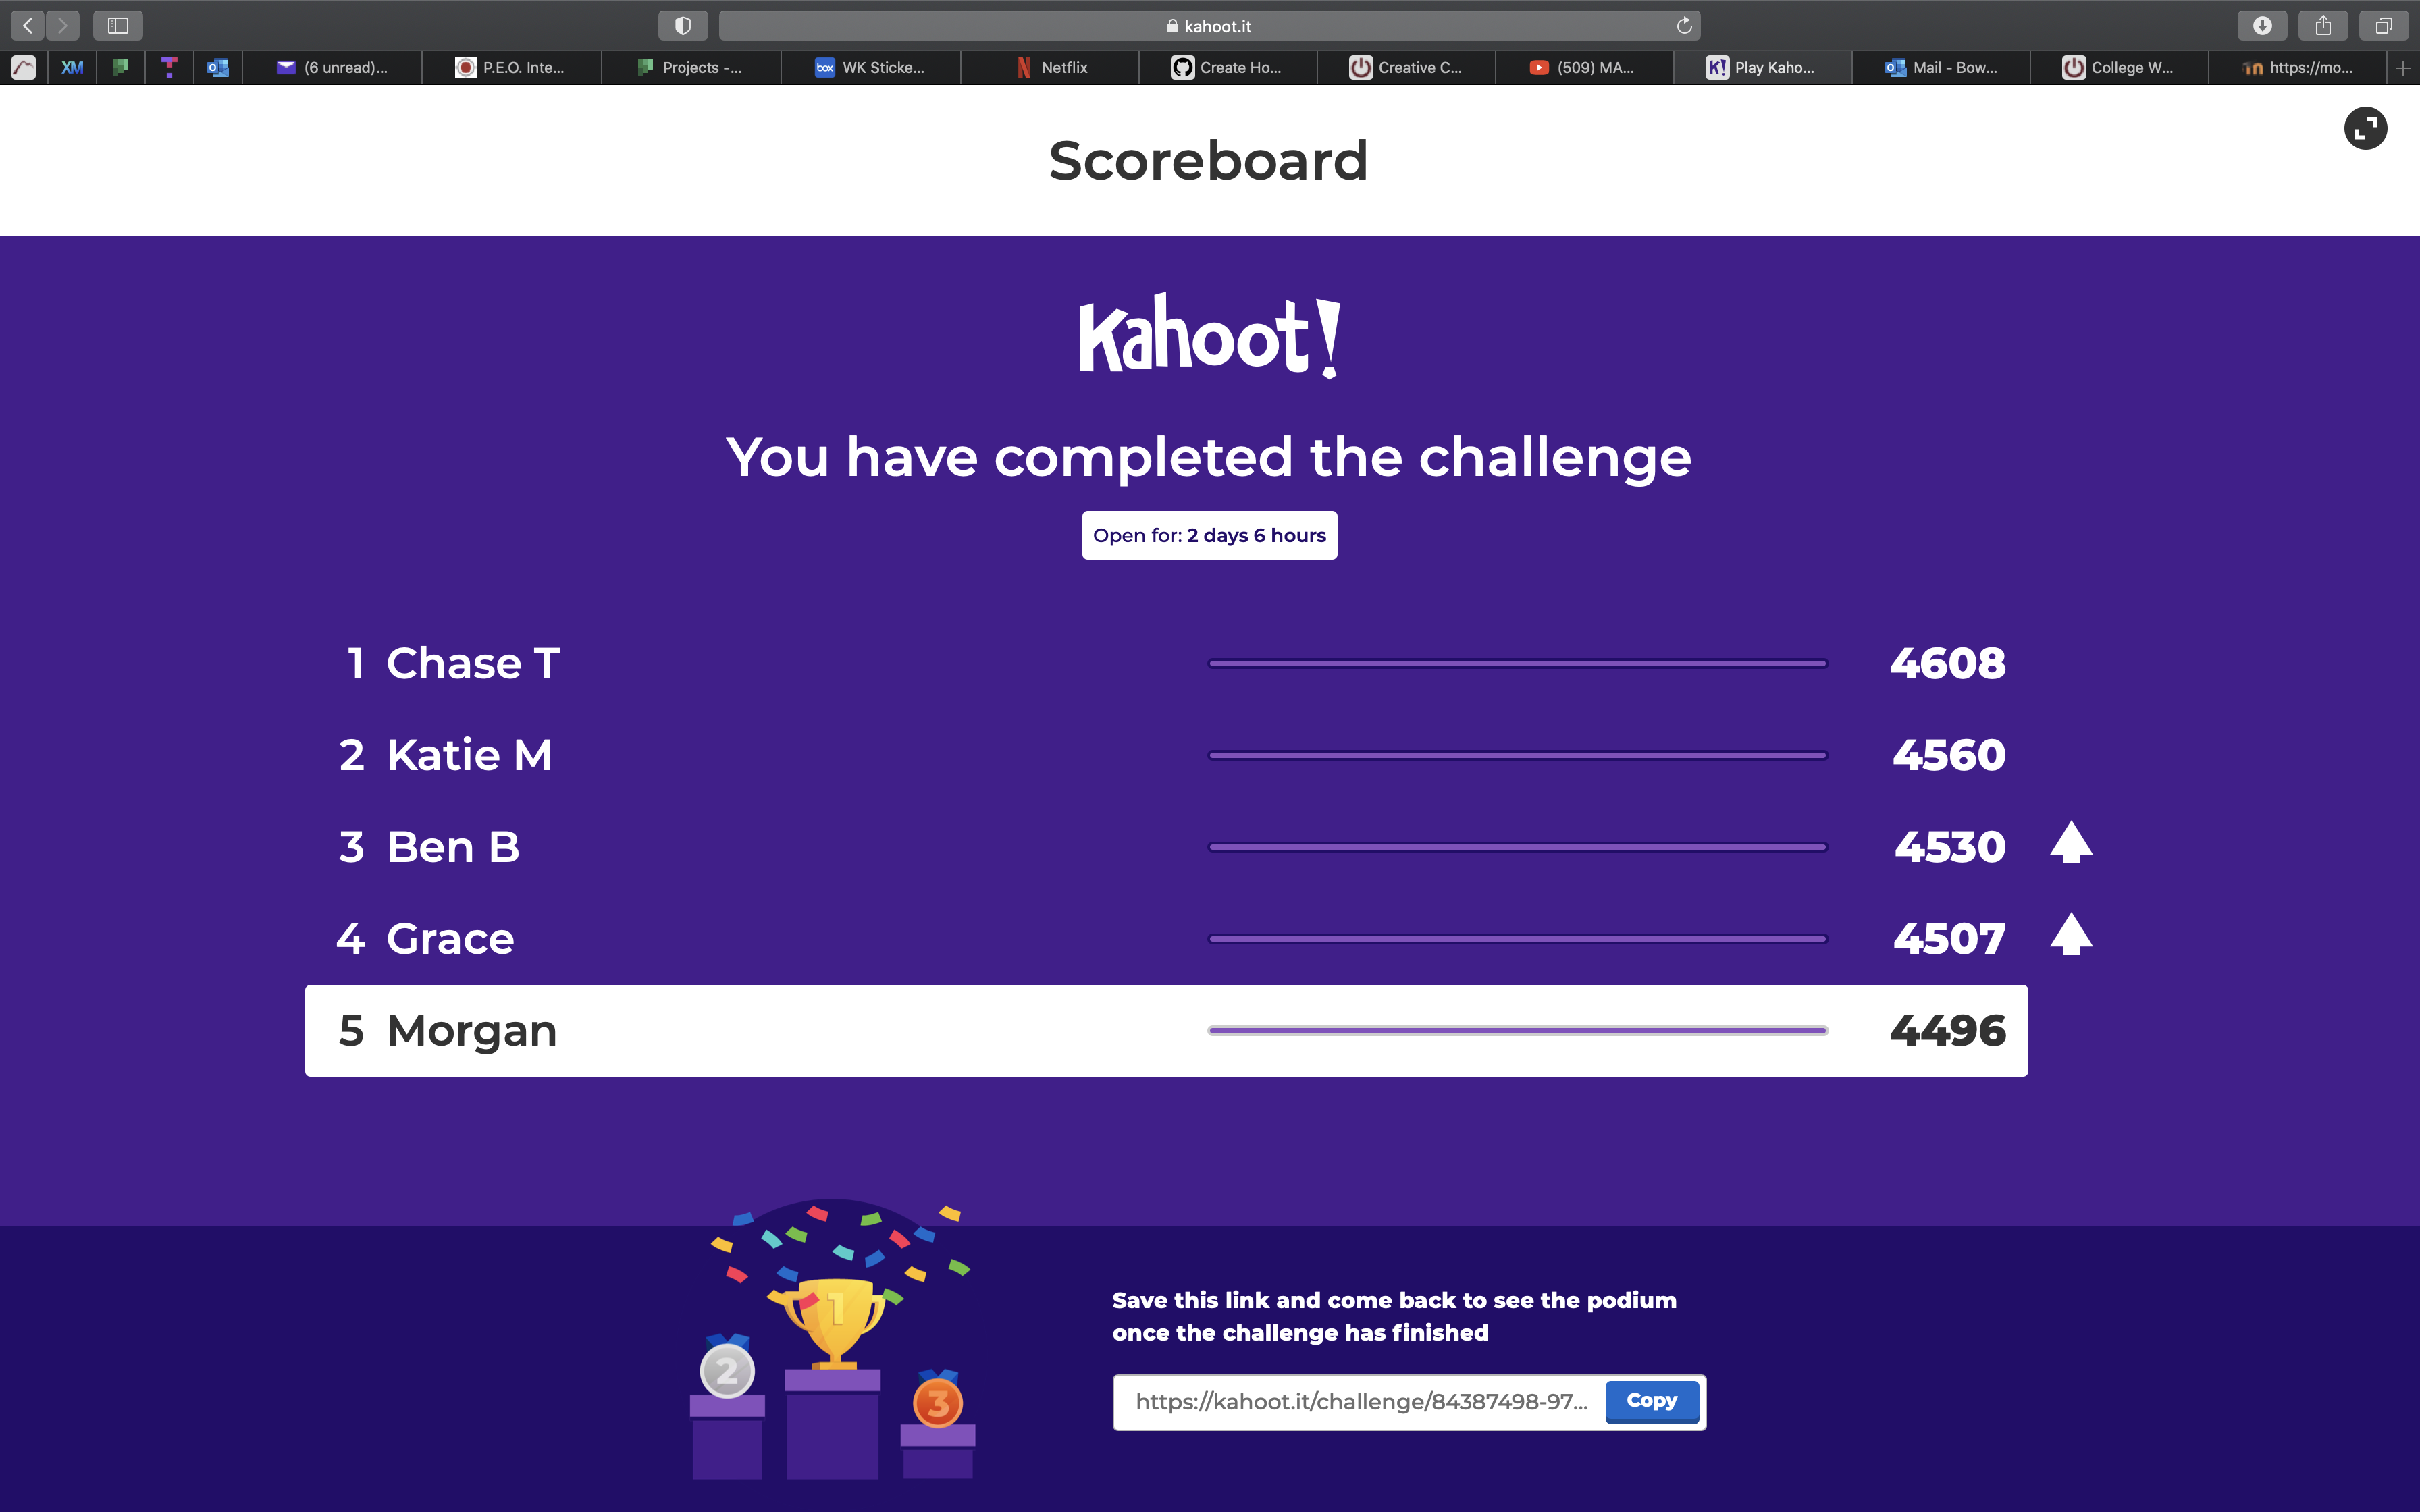 kahoot.it
XM
(6 unread)...
P.E.O. Inte...
Projects -...
box WK Sticke...
N Netflix
Create Ho...
Creative C...
(509) MA...
K! Play Kaho...
Mail - Bow...
College W...
https://mo...
Scoreboard
Kahoot!
You have completed the challenge
Open for: 2 days 6 hours
1 Chase T 4608
2 Katie M 4560
3 Ben B 4530
4 Grace 4507
5 Morgan 4496
1
2
3
Save this link and come back to see the podium
once the challenge has finished
https://kahoot.it/challenge/84387498-97... Copy